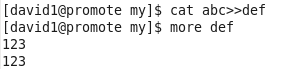 [david1@promote my]$ cat abc>>def
[david1@promote my]$ more def
123
123